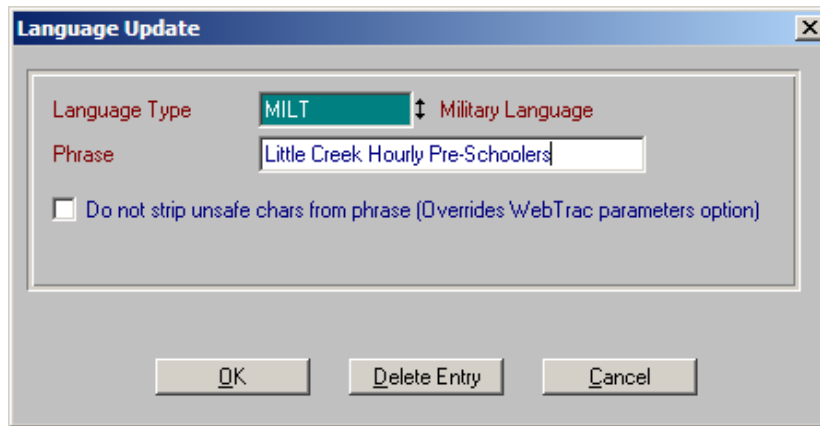 Language Update
Language Type MILT Military Language
Phrase Little Creek Hourly Pre-Schoolers
Do not strip unsafe chars from phrase (Overrides WebTrac parameters option)
OK Delete Entry Cancel